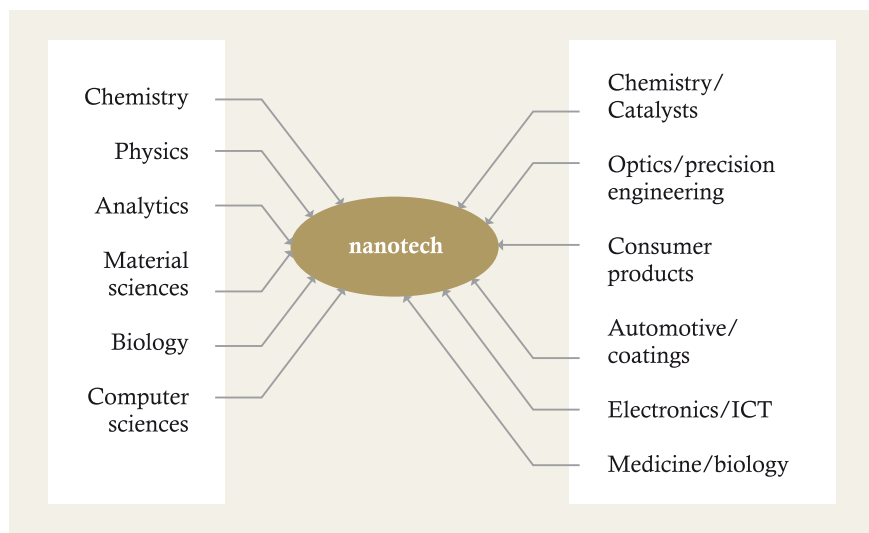 Chemistry
Physics
Analytics
Material
sciences
Biology
Computer
sciences
nanotech
Chemistry/
Catalysts
Optics/precision
engineering
Consumer
products
Automotive/
coatings
Electronics/ICT
Medicine/biology